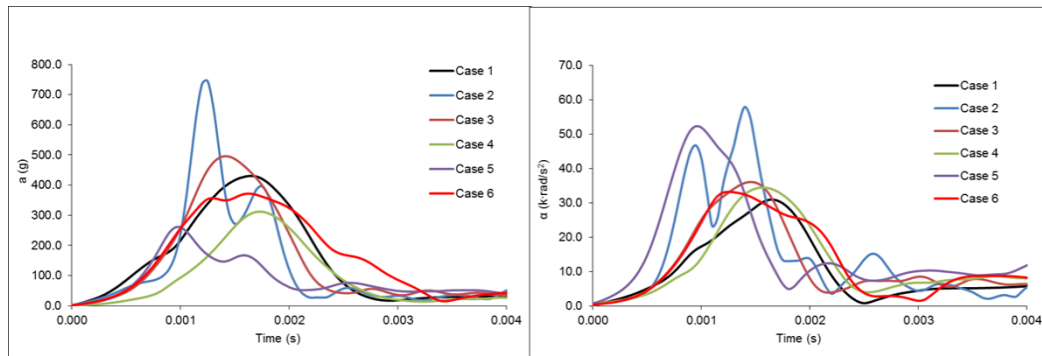 800.0
700.0
600.0
500.0
400.0
300.0
200.0
100.0
0.0
a (g)
0.000
0.001
0.002
0.003
0.004
Time (s)
Case 1
Case 2
Case 3
Case 4
Case 5
Case 6
70.0
60.0
50.0
40.0
30.0
20.0
10.0
0.0
α (k·rad/s²)
0.000
0.001
0.002
0.003
0.004
Time (s)
Case 1
Case 2
Case 3
Case 4
Case 5
Case 6